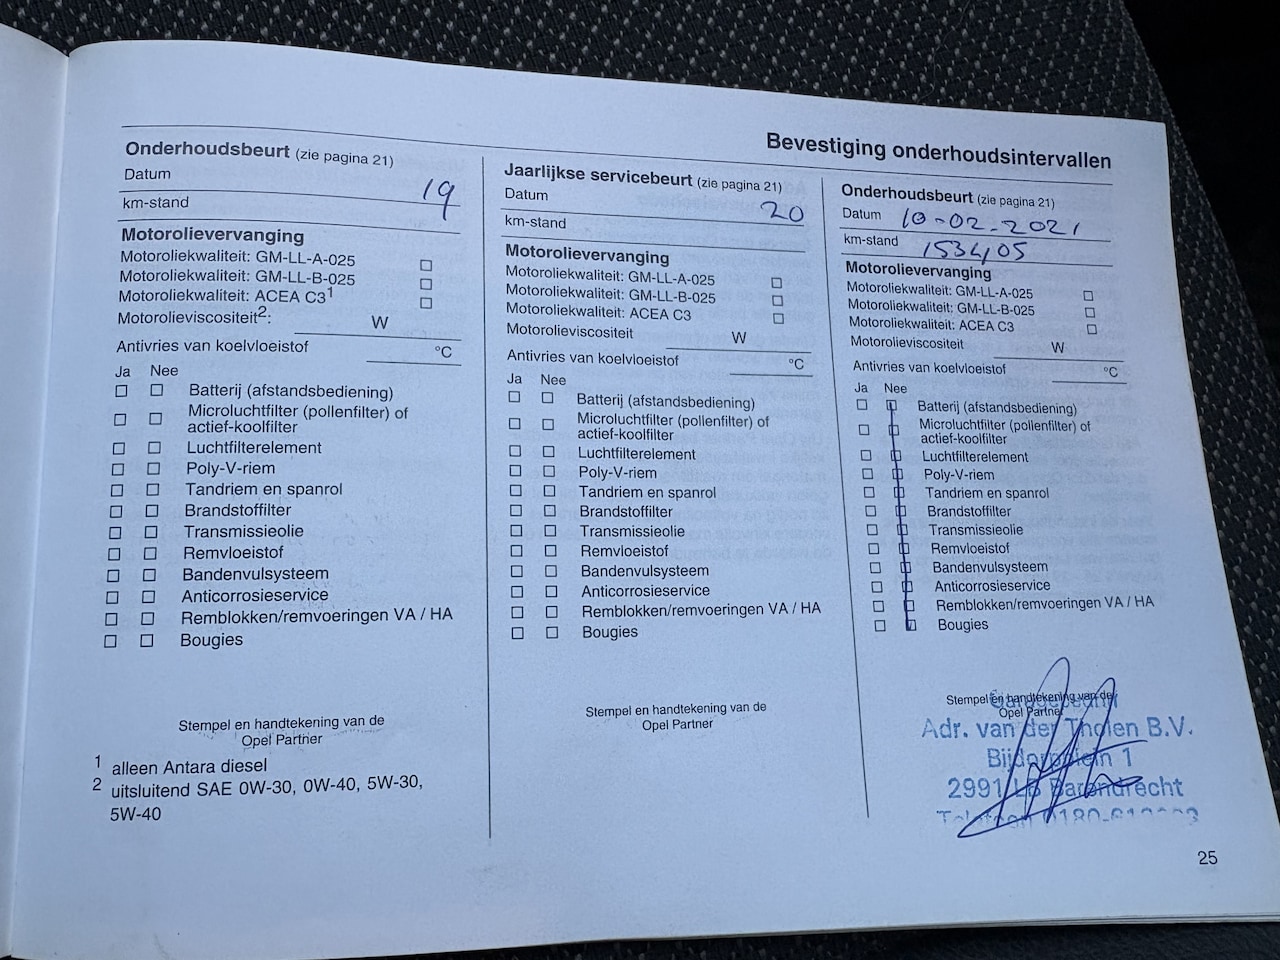 Bevestiging onderhoudsintervallen
Onderhoudsbeurt (zie pagina 21)
Datum 19
km-stand
Motorolievervanging
Motoroliekwaliteit: GM-LL-A-025
Motoroliekwaliteit: GM-LL-B-025
Motoroliekwaliteit: ACEA C3¹
Motorolieviscositeit²: W
Antivries van koelvloeistof °C
Ja Nee
Batterij (afstandsbediening)
Microluchtfilter (pollenfilter) of
actief-koolfilter
Luchtfilterelement
Poly-V-riem
Tandriem en spanrol
Brandstoffilter
Transmissieolie
Remvloeistof
Bandenvulsysteem
Anticorrosieservice
Remblokken/remvoeringen VA / HA
Bougies
Stempel en handtekening van de
Opel Partner
1 alleen Antara diesel
2 uitsluitend SAE 0W-30, 0W-40, 5W-30,
5W-40
Jaarlijkse servicebeurt (zie pagina 21)
Datum 20
km-stand
Motorolievervanging
Motoroliekwaliteit: GM-LL-A-025
Motoroliekwaliteit: GM-LL-B-025
Motoroliekwaliteit: ACEA C3
Motorolieviscositeit W
Antivries van koelvloeistof °C
Ja Nee
Batterij (afstandsbediening)
Microluchtfilter (pollenfilter) of
actief-koolfilter
Luchtfilterelement
Poly-V-riem
Tandriem en spanrol
Brandstoffilter
Transmissieolie
Remvloeistof
Bandenvulsysteem
Anticorrosieservice
Remblokken/remvoeringen VA / HA
Bougies
Stempel en handtekening van de
Opel Partner
Onderhoudsbeurt (zie pagina 21)
Datum 10-02-2021
km-stand 153405
Motorolievervanging
Motoroliekwaliteit: GM-LL-A-025
Motoroliekwaliteit: GM-LL-B-025
Motoroliekwaliteit: ACEA C3
Motorolieviscositeit W
Antivries van koelvloeistof °C
Ja Nee
Batterij (afstandsbediening)
Microluchtfilter (pollenfilter) of
actief-koolfilter
Luchtfilterelement
Poly-V-riem
Tandriem en spanrol
Brandstoffilter
Transmissieolie
Remvloeistof
Bandenvulsysteem
Anticorrosieservice
Remblokken/remvoeringen VA / HA
Bougies
Stempel en handtekening van de
Opel Partner
Garagebedrijf
Adr. van der Tholen B.V.
Bijdorpplein 1
2991 LB Barendrecht
Telefoon
25